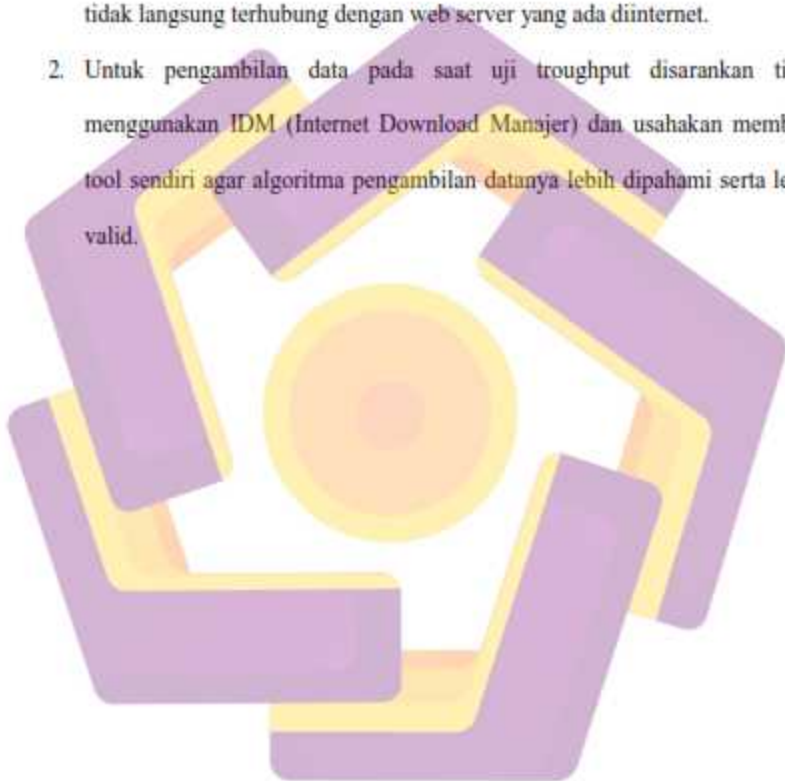 tidak langsung terhubung dengan web server yang ada diinternet.
2. Untuk pengambilan data pada saat uji troughput disarankan ti
menggunakan IDM (Internet Download Manajer) dan usahakan memb
tool sendiri agar algoritma pengambilan datanya lebih dipahami serta le
valid.